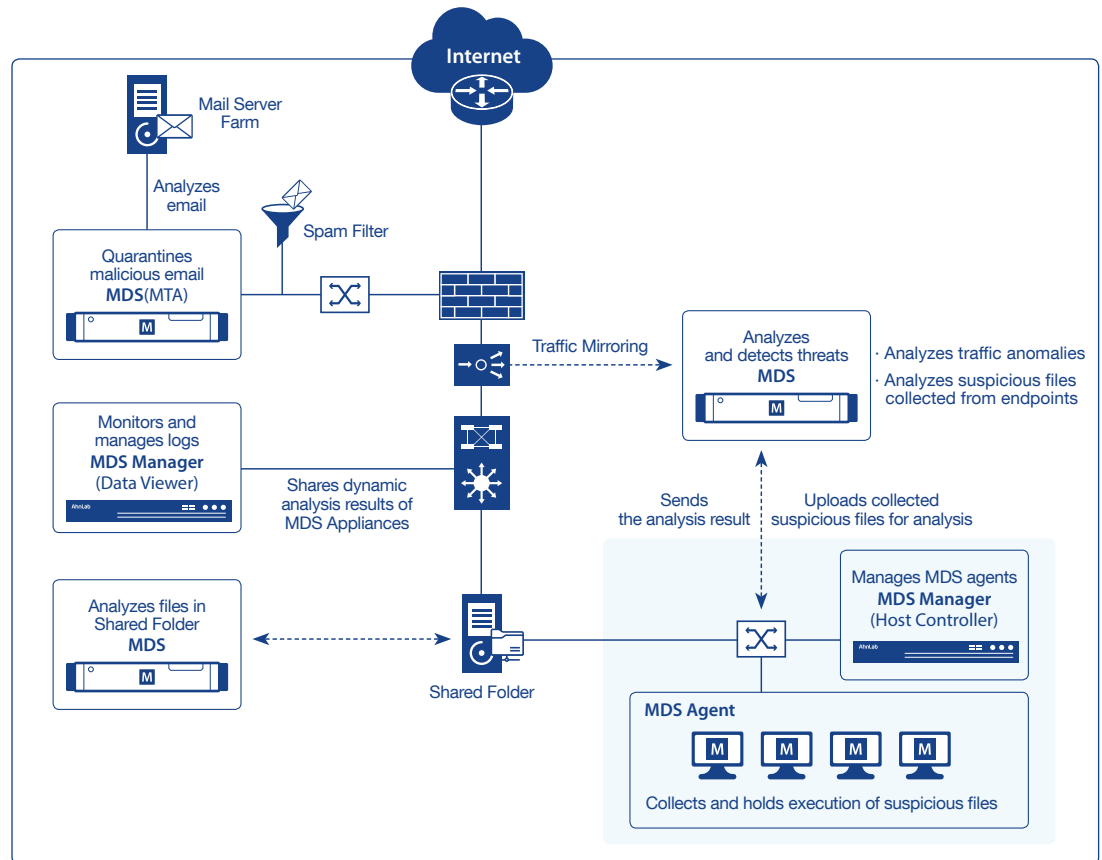 Internet
Mail Server
Farm
Analyzes
email
Spam Filter
Quarantines
malicious email
MDS(MTA)
M
Traffic Mirroring
Analyzes
and detects threats
MDS
M
· Analyzes traffic anomalies
· Analyzes suspicious files
collected from endpoints
Monitors and
manages logs
MDS Manager
(Data Viewer)
AhnLab
Shares dynamic
analysis results of
MDS Appliances
Sends
the analysis result
Uploads collected
suspicious files for analysis
Analyzes files in
Shared Folder
MDS
M
Shared Folder
Manages MDS agents
MDS Manager
(Host Controller)
AhnLab
MDS Agent
M M M M
Collects and holds execution of suspicious files